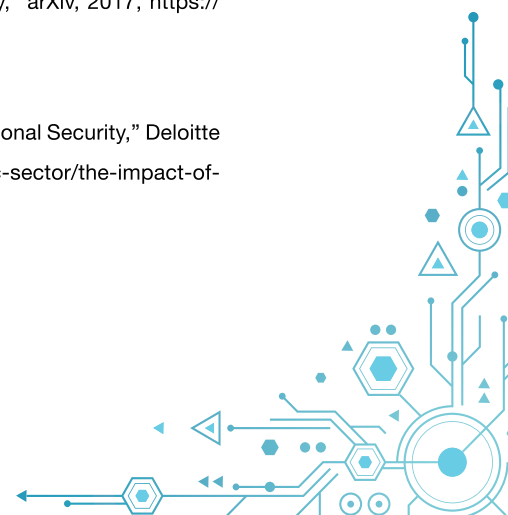 y,” arXiv, 2017, https://
onal Security,” Deloitte
-sector/the-impact-of-